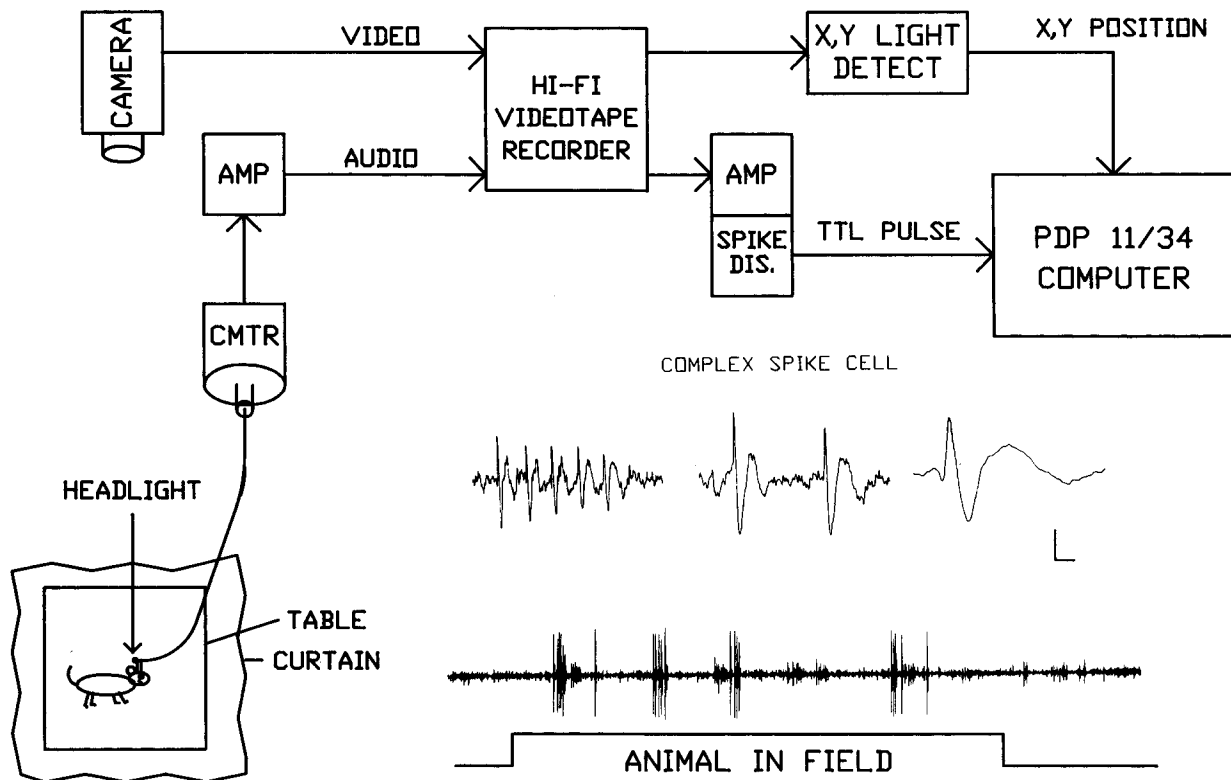 CAMERA
VIDEO
HI-FI
VIDEOTAPE
RECORDER
X,Y LIGHT
DETECT
X,Y POSITION
AMP
AUDIO
AMP
SPIKE
DIS.
TTL PULSE
PDP 11/34
COMPUTER
CMTR
COMPLEX SPIKE CELL
HEADLIGHT
TABLE
CURTAIN
ANIMAL IN FIELD